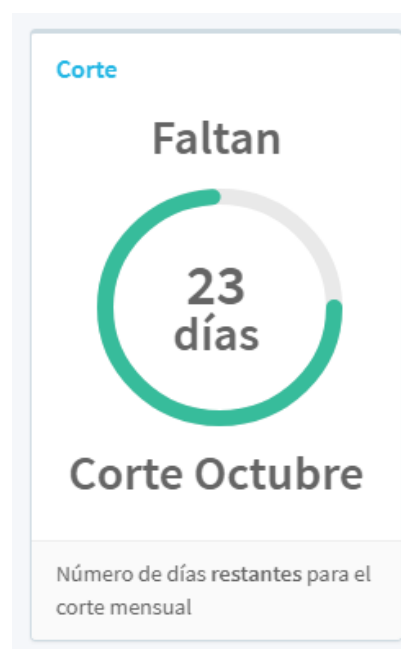 Corte
Faltan
23
días
Corte Octubre
Número de días restantes para el
corte mensual